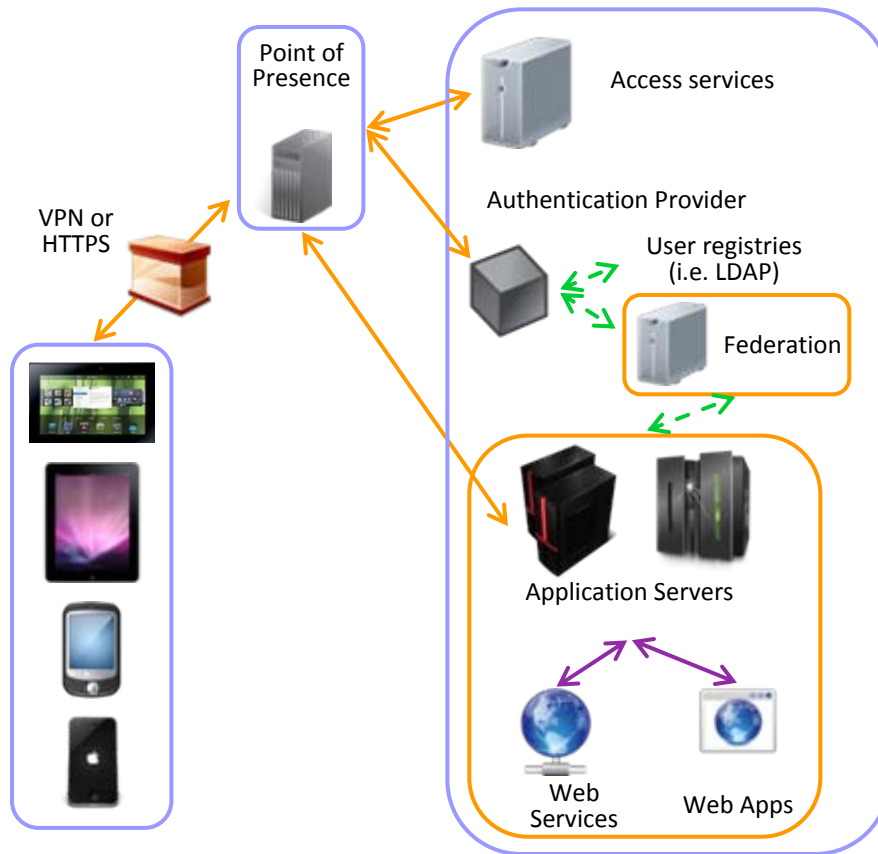 Point of
Presence
Access services
VPN or
HTTPS
Authentication Provider
User registries
(i.e. LDAP)
Federation
Application Servers
Web
Services
Web Apps